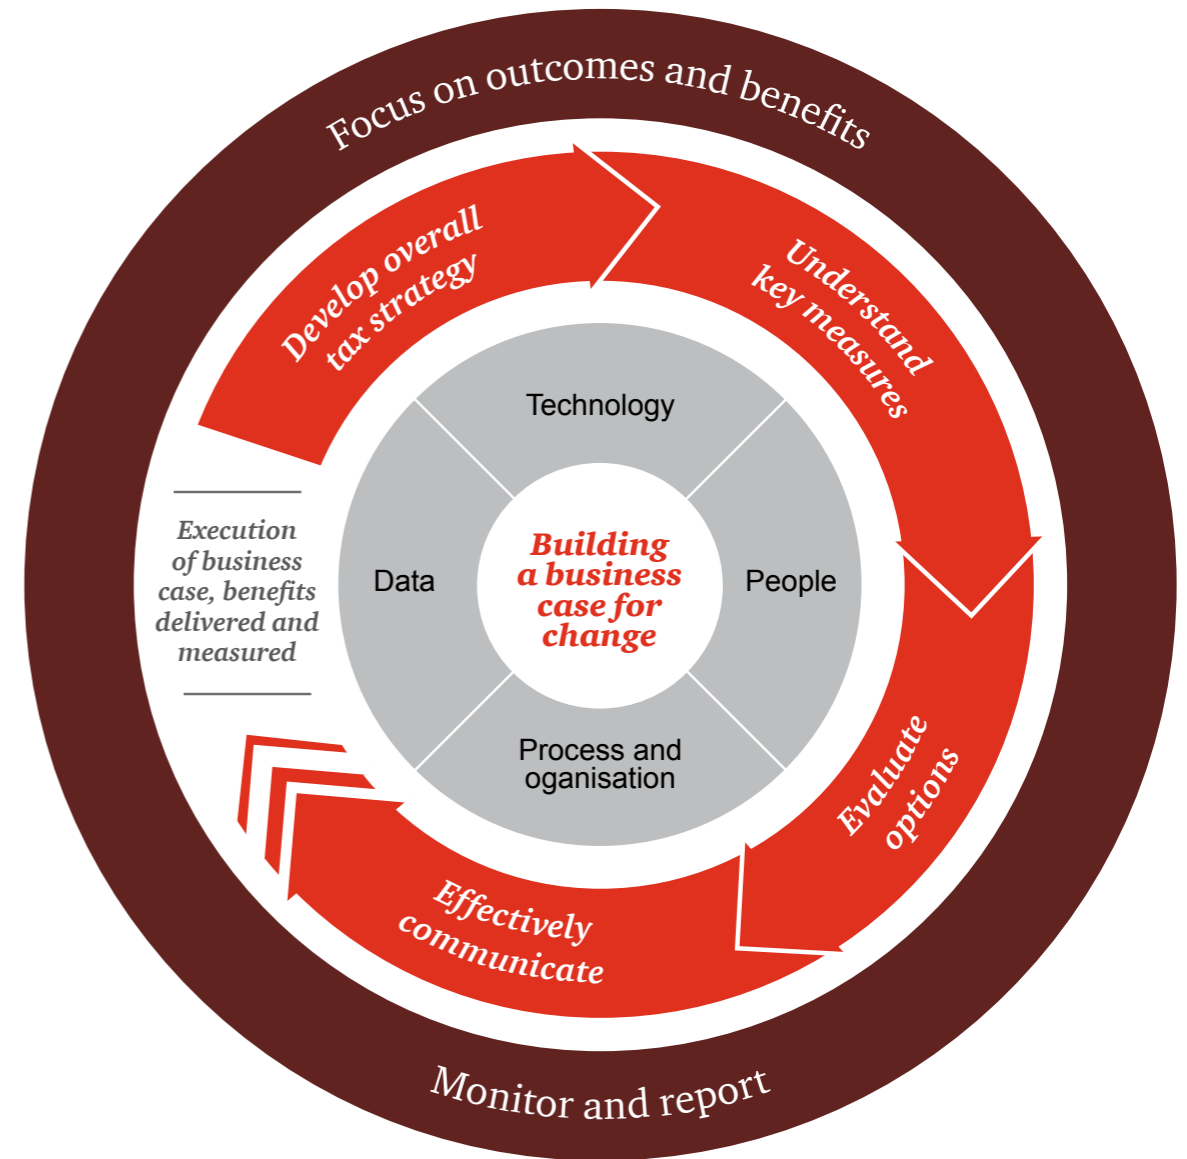 Focus on outcomes and benefits
Develop overall
tax strategy
Understand
key measures
Technology
Execution
of business
case, benefits
delivered and
measured
Data
Building
a business
case for
change
People
Process and
oganisation
Evaluate
options
Effectively
communicate
Monitor and report